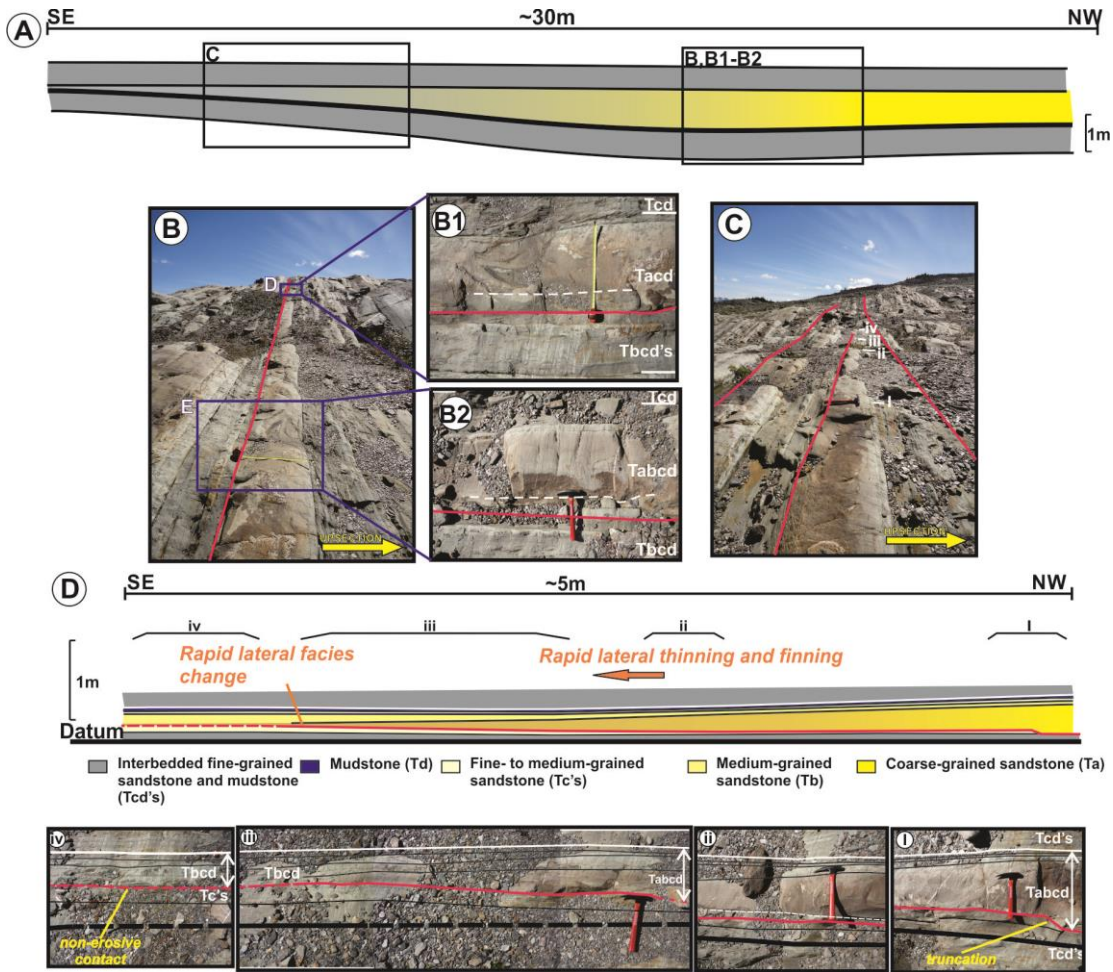 SE
~30m
NW
A
C
B,B1-B2
1m
B
D
E
UPSECTION
B1
Tcd
Tacd
Tbcd's
B2
Tcd
Tabcd
Tbcd
C
iv
iii
ii
I
UPSECTION
D
SE
~5m
NW
iv
iii
ii
I
1m
Rapid lateral facies
change
Rapid lateral thinning and finning
Datum
Interbedded fine-grained
sandstone and mudstone
(Tcd's)
Mudstone (Td)
Fine- to medium-grained
sandstone (Tc's)
Medium-grained
sandstone (Tb)
Coarse-grained sandstone (Ta)
iv
Tbcd
Tc's
non-erosive
contact
iii
Tbcd
Tabcd
ii
I
Tcd's
Tabcd
truncation
Tcd's